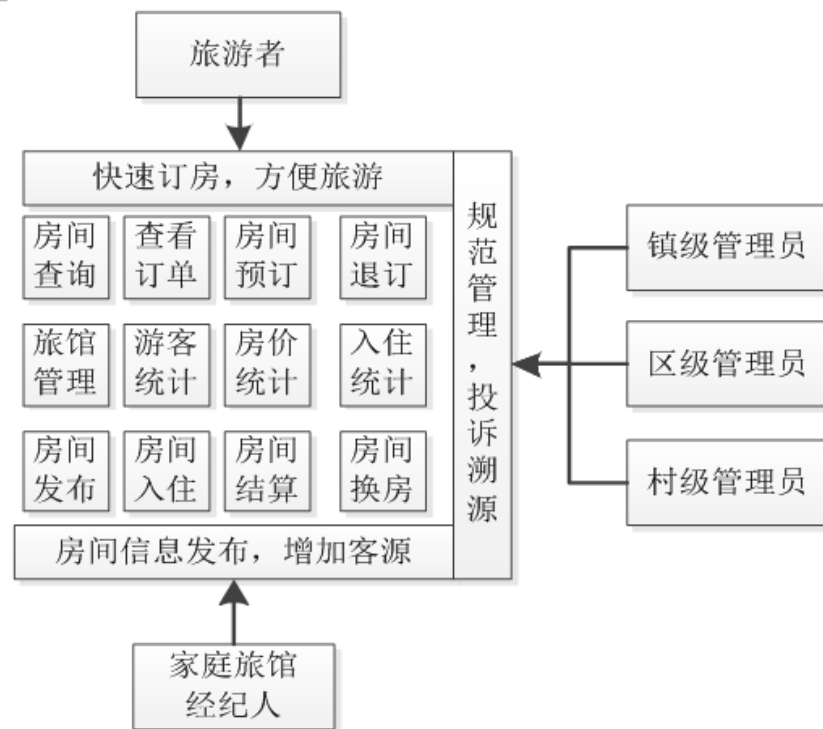 旅游者
快速订房，方便旅游
房间
查询
查看
订单
房间
预订
房间
退订
旅馆
管理
游客
统计
房价
统计
入住
统计
房间
发布
房间
入住
房间
结算
房间
换房
房间信息发布，增加客源
规范管理，投诉溯源
镇级管理员
区级管理员
村级管理员
家庭旅馆
经纪人